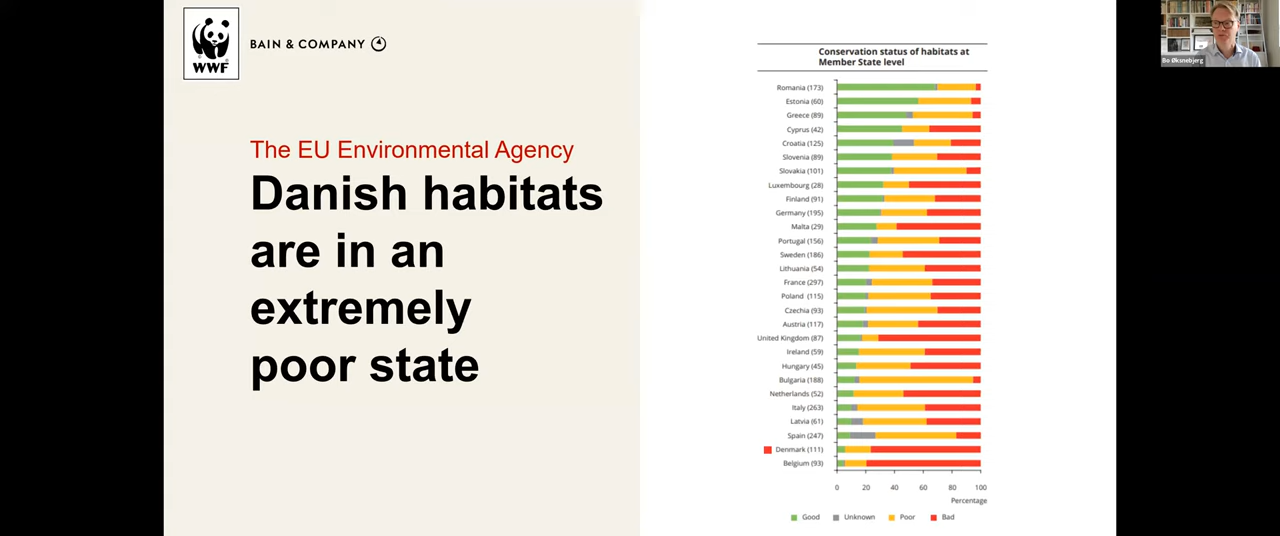 WWF
BAIN & COMPANY
The EU Environmental Agency
Danish habitats
are in an
extremely
poor state
Conservation status of habitats at
Member State level
Romania (173)
Estonia (60)
Greece (89)
Cyprus (42)
Croatia (125)
Slovenia (89)
Slovakia (101)
Luxembourg (28)
Finland (91)
Germany (195)
Malta (29)
Portugal (156)
Sweden (186)
Lithuania (54)
France (297)
Poland (115)
Czechia (93)
Austria (117)
United Kingdom (87)
Ireland (59)
Hungary (45)
Bulgaria (188)
Netherlands (52)
Italy (263)
Latvia (61)
Spain (247)
Denmark (111)
Belgium (93)
0 20 40 60 80 100
Percentage
Good Unknown Poor Bad
Bo Øksnebjerg